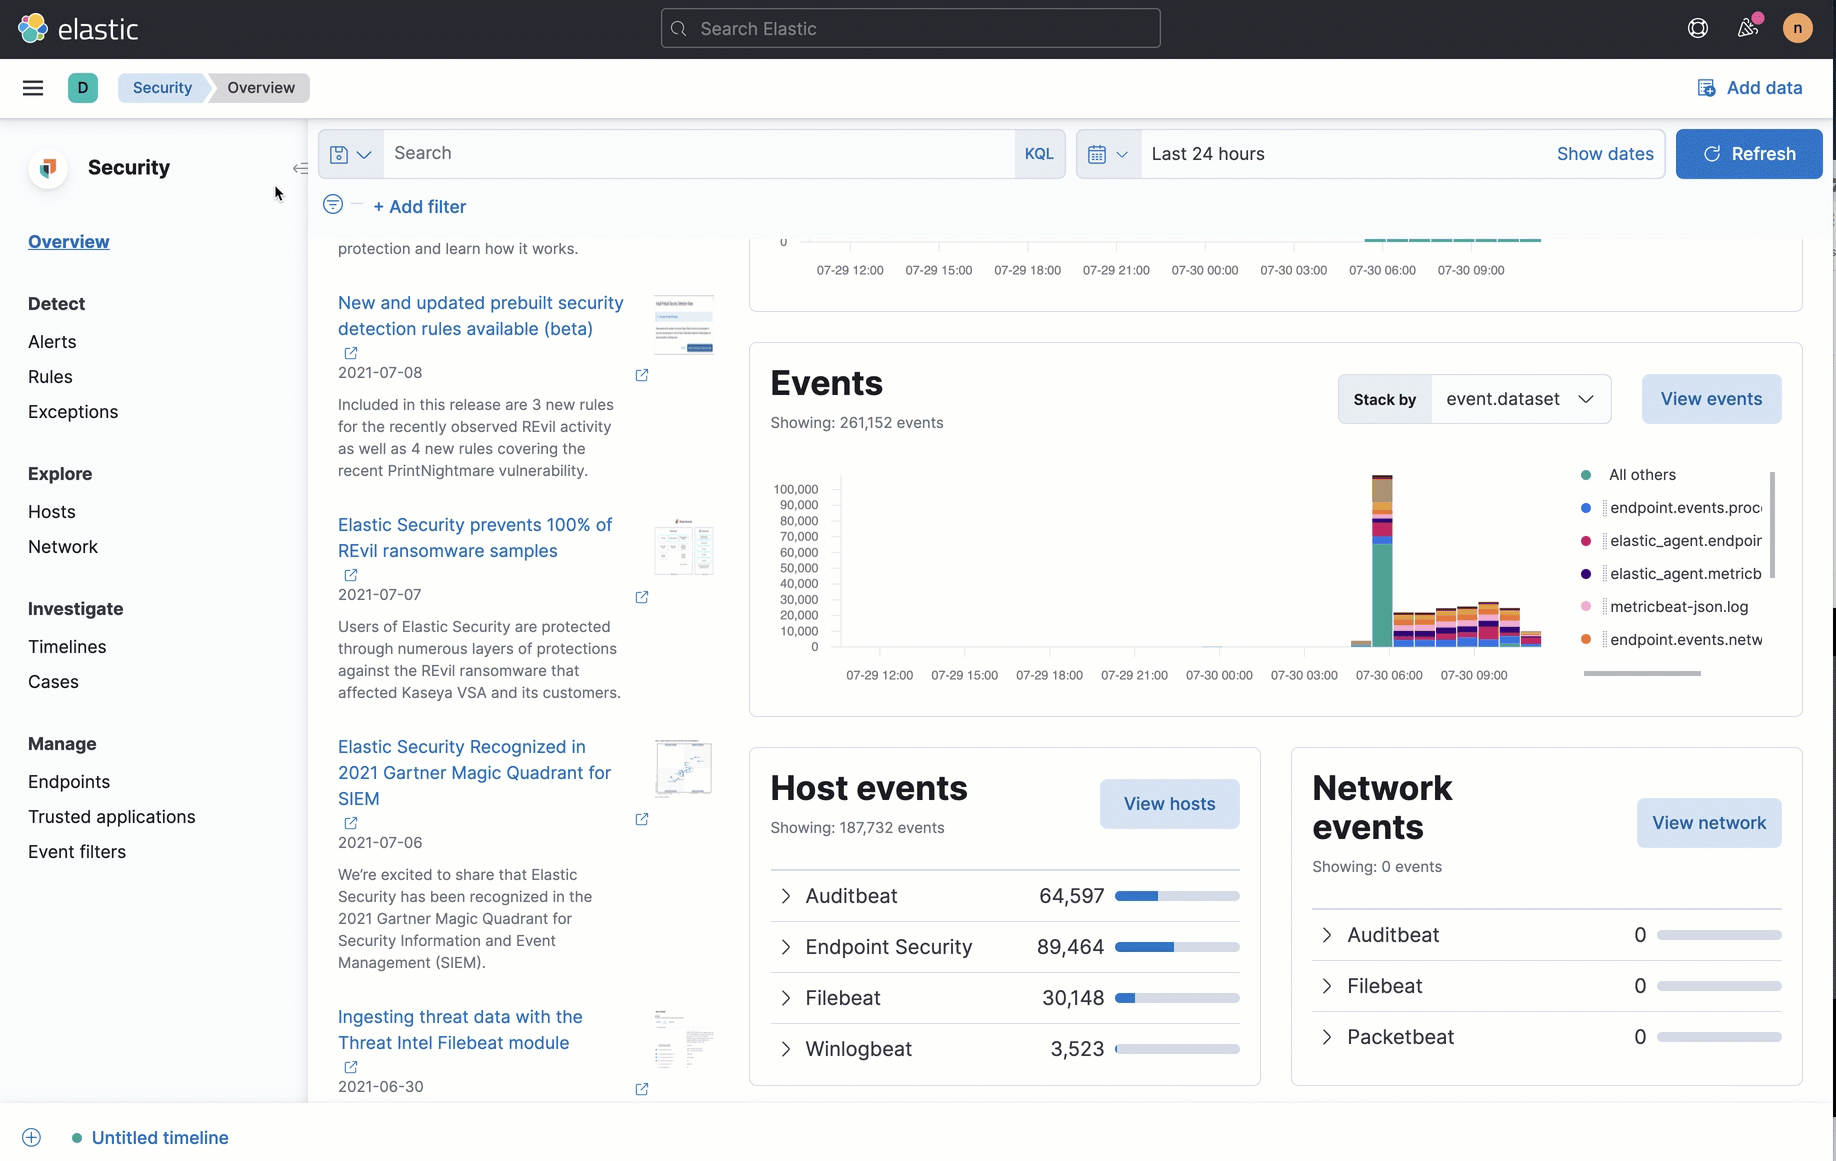 elastic
Search Elastic
n
D
Security
Overview
Add data
Security
Overview
Detect
Alerts
Rules
Exceptions
Explore
Hosts
Network
Investigate
Timelines
Cases
Manage
Endpoints
Trusted applications
Event filters
Search
KQL
Last 24 hours
Show dates
Refresh
+ Add filter
protection and learn how it works.
New and updated prebuilt security
detection rules available (beta)
2021-07-08
Included in this release are 3 new rules
for the recently observed REvil activity
as well as 4 new rules covering the
recent PrintNightmare vulnerability.
Elastic Security prevents 100% of
REvil ransomware samples
2021-07-07
Users of Elastic Security are protected
through numerous layers of protections
against the REvil ransomware that
affected Kaseya VSA and its customers.
Elastic Security Recognized in
2021 Gartner Magic Quadrant for
SIEM
2021-07-06
We're excited to share that Elastic
Security has been recognized in the
2021 Gartner Magic Quadrant for
Security Information and Event
Management (SIEM).
Ingesting threat data with the
Threat Intel Filebeat module
2021-06-30
0
07-29 12:00 07-29 15:00 07-29 18:00 07-29 21:00 07-30 00:00 07-30 03:00 07-30 06:00 07-30 09:00
Events
Showing: 261,152 events
Stack by
event.dataset
View events
100,000
90,000
80,000
70,000
60,000
50,000
40,000
30,000
20,000
10,000
0
07-29 12:00 07-29 15:00 07-29 18:00 07-29 21:00 07-30 00:00 07-30 03:00 07-30 06:00 07-30 09:00
All others
endpoint.events.proc
elastic_agent.endpoin
elastic_agent.metricb
metricbeat-json.log
endpoint.events.netw
Host events
Showing: 187,732 events
View hosts
Auditbeat 64,597
Endpoint Security 89,464
Filebeat 30,148
Winlogbeat 3,523
Network
events
Showing: 0 events
View network
Auditbeat 0
Filebeat 0
Packetbeat 0
Untitled timeline